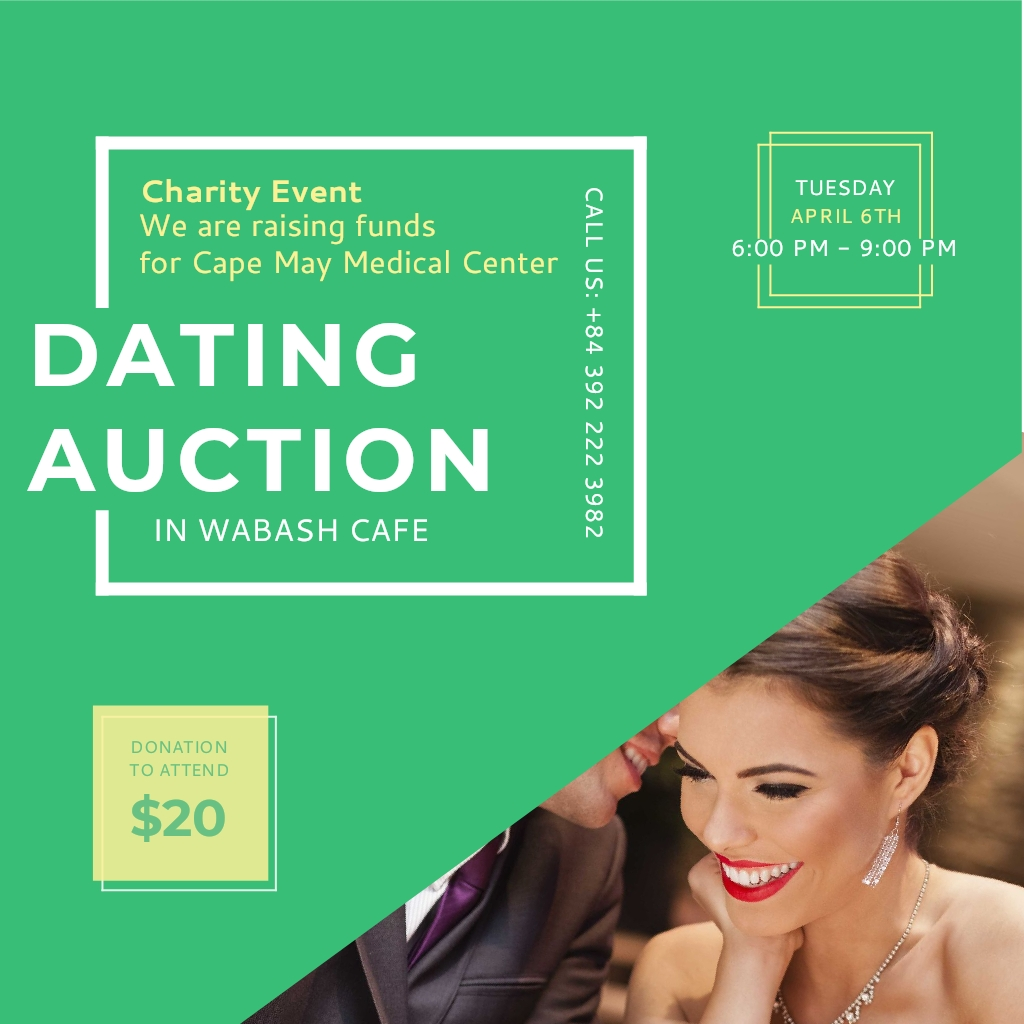 Charity Event
We are raising funds
for Cape May Medical Center
DATING
AUCTION
IN WABASH CAFE
CALL US: +84 392 222 3982
TUESDAY
APRIL 6TH
6:00 PM - 9:00 PM
DONATION
TO ATTEND
$20